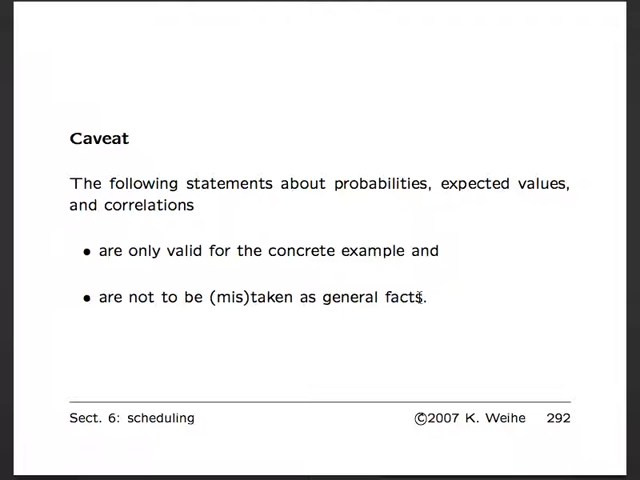 Caveat
The following statements about probabilities, expected values,
and correlations
• are only valid for the concrete example and
• are not to be (mis)taken as general facts.
Sect. 6: scheduling ©2007 K. Weihe 292